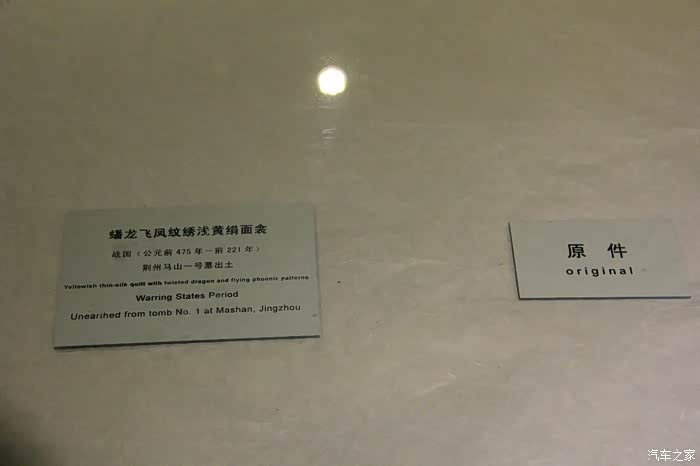 蟠龙飞凤纹绣浅黄绢面衾
战国（公元前475年－前221年）
荆州马山一号墓出土
Yellowish thin-silk quilt with twisted dragon and flying phoenix patterns
Warring States Period
Unearihed from tomb No. 1 at Mashan, Jingzhou
原件
original
汽车之家